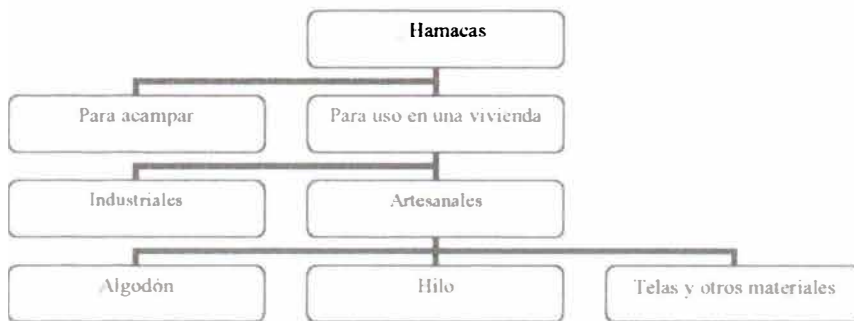 Hamacas
Para acampar
Para uso en una vivienda
Industriales
Artesanales
Algodón
Hilo
Telas y otros materiales